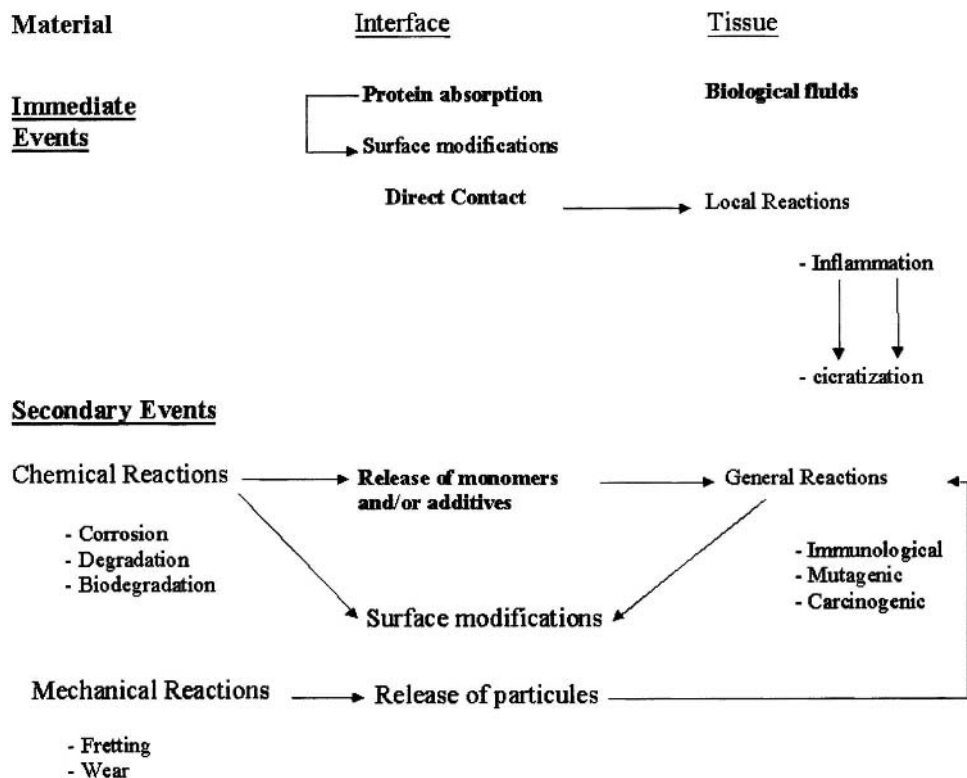 Material Interface Tissue
Immediate Protein absorption Biological fluids
Events Surface modifications
Direct Contact Local Reactions
- Inflammation
- cicratization
Secondary Events
Chemical Reactions Release of monomers General Reactions
and/or additives
- Corrosion - Immunological
- Degradation - Mutagenic
- Biodegradation - Carcinogenic
Surface modifications
Mechanical Reactions Release of particules
- Fretting
- Wear